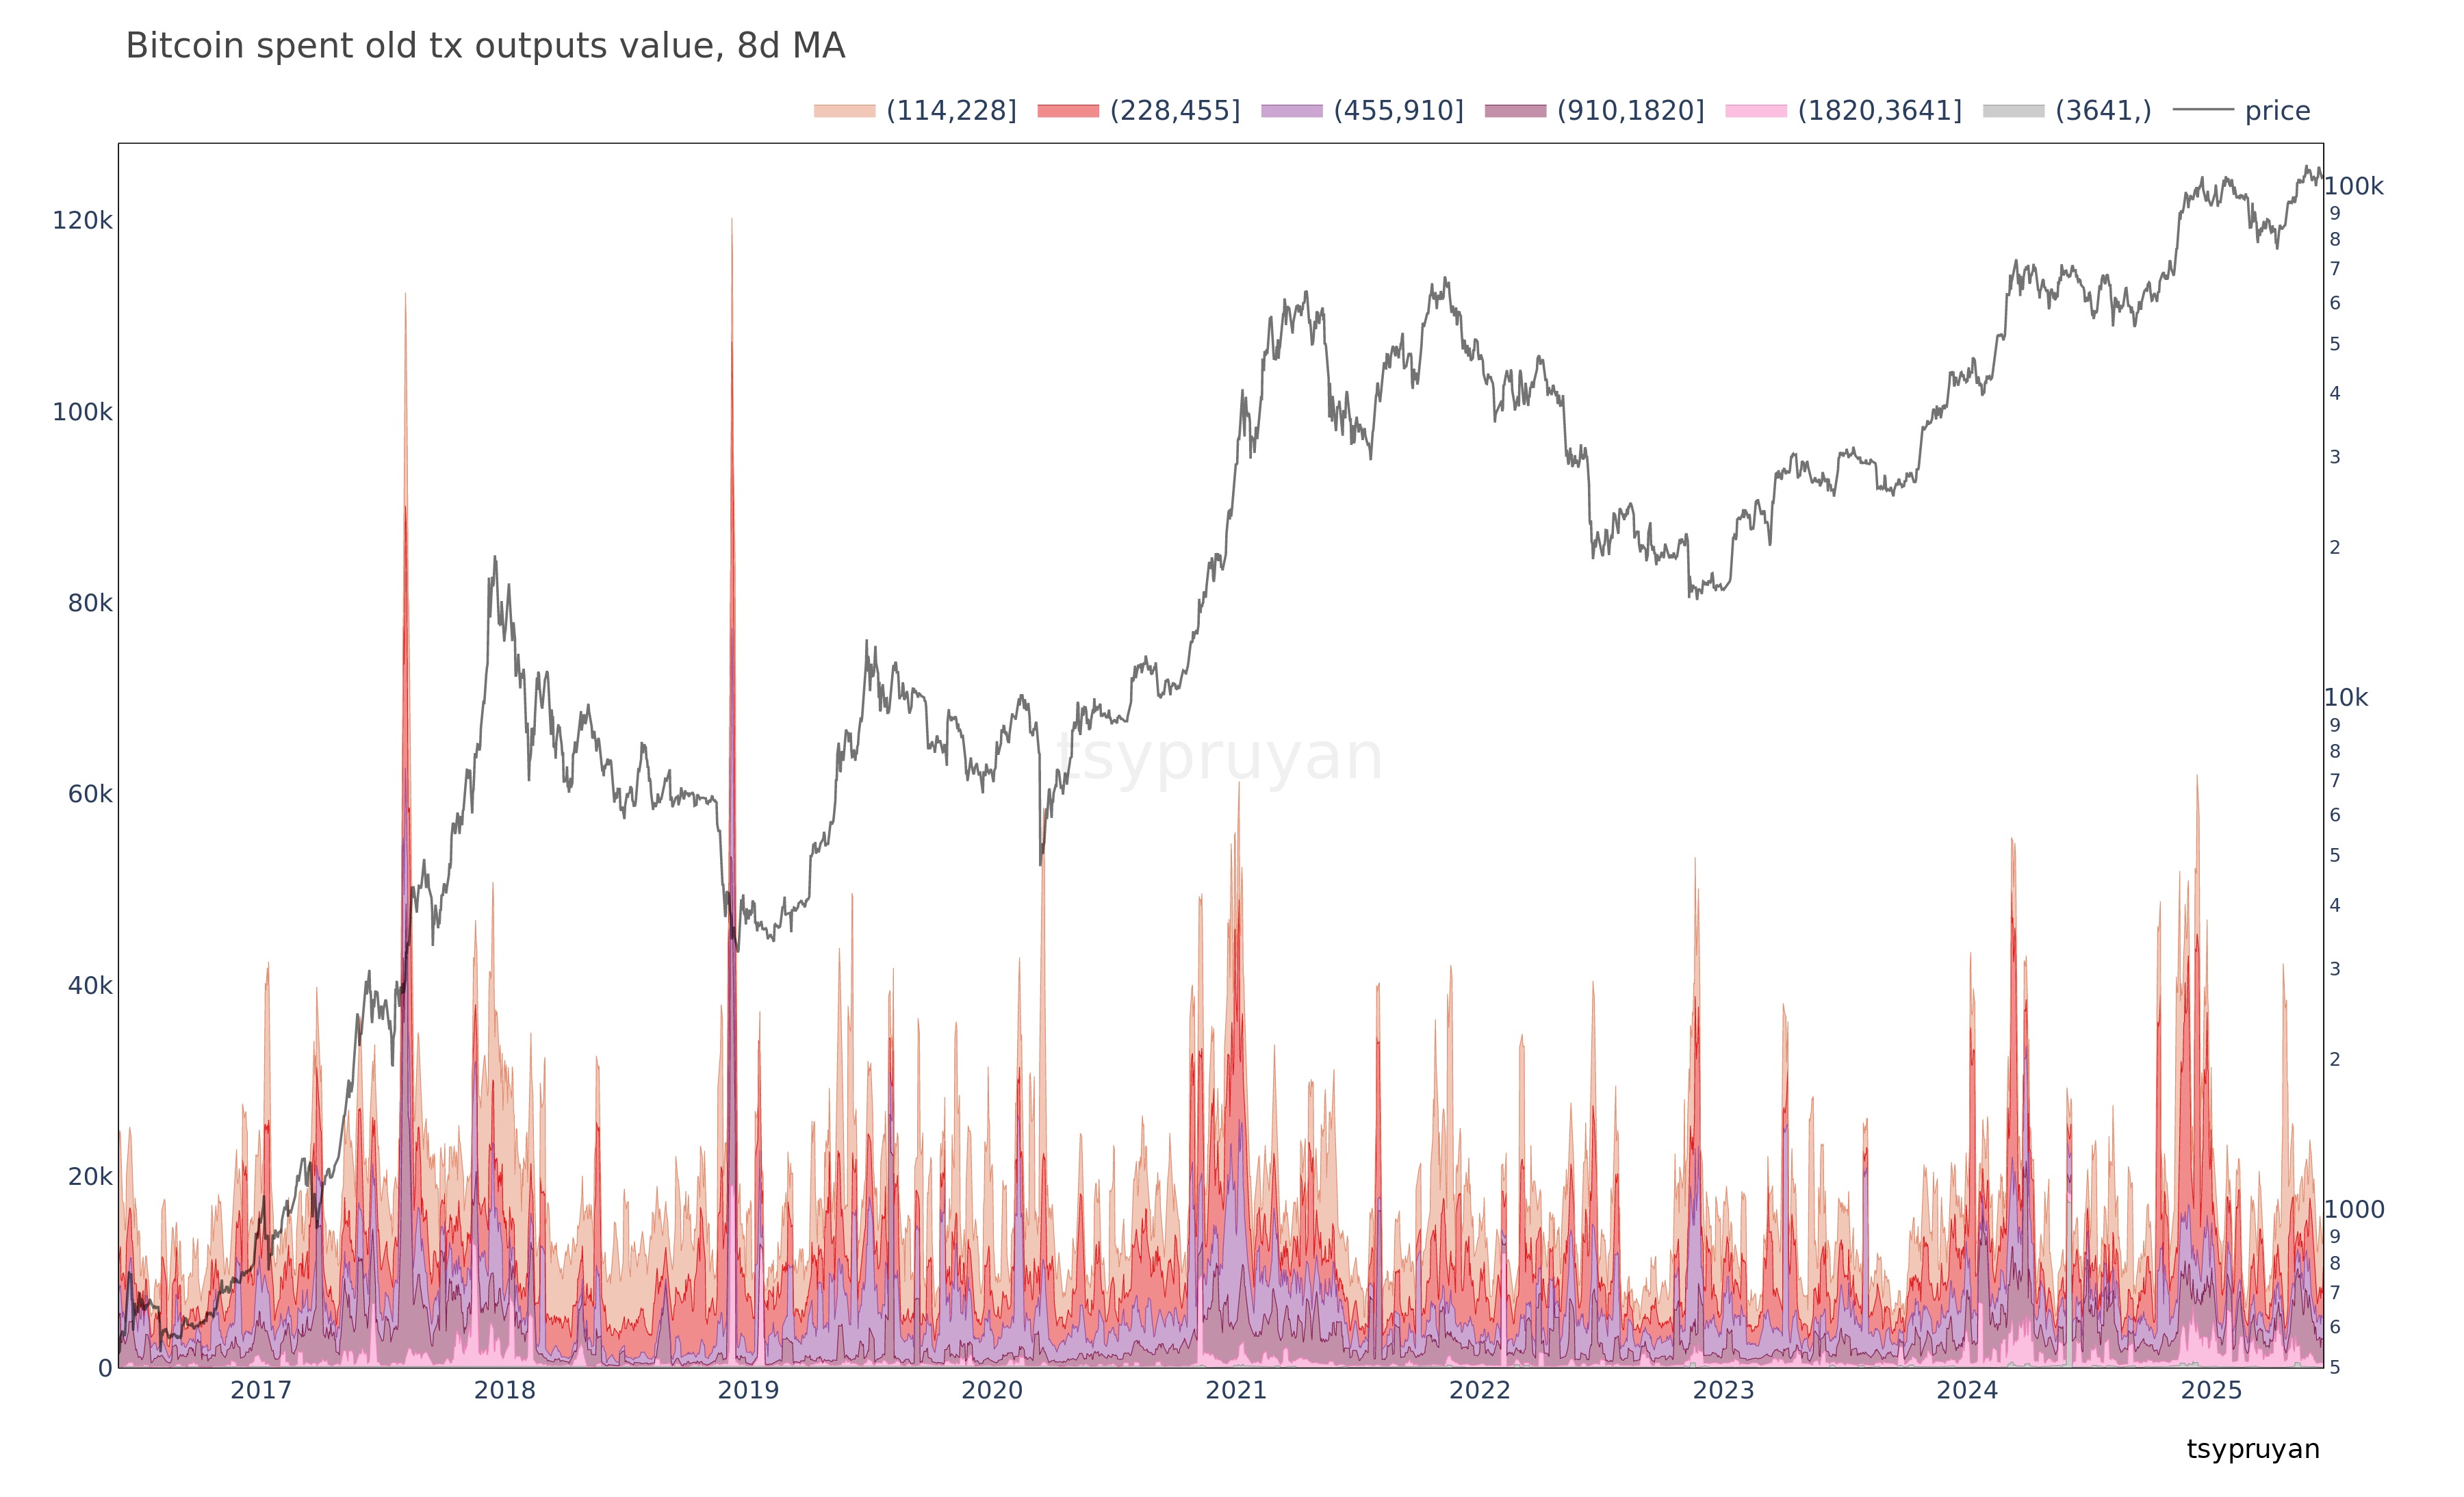 Bitcoin spent old tx outputs value, 8d MA
(114,228] (228,455] (455,910] (910,1820] (1820,3641] (3641,) price
120k
100k
80k
60k
40k
20k
0
100k
9
8
7
6
5
4
3
2
10k
9
8
7
6
5
4
3
2
1000
9
8
7
6
5
tsypruyan
2017 2018 2019 2020 2021 2022 2023 2024 2025
tsypruyan